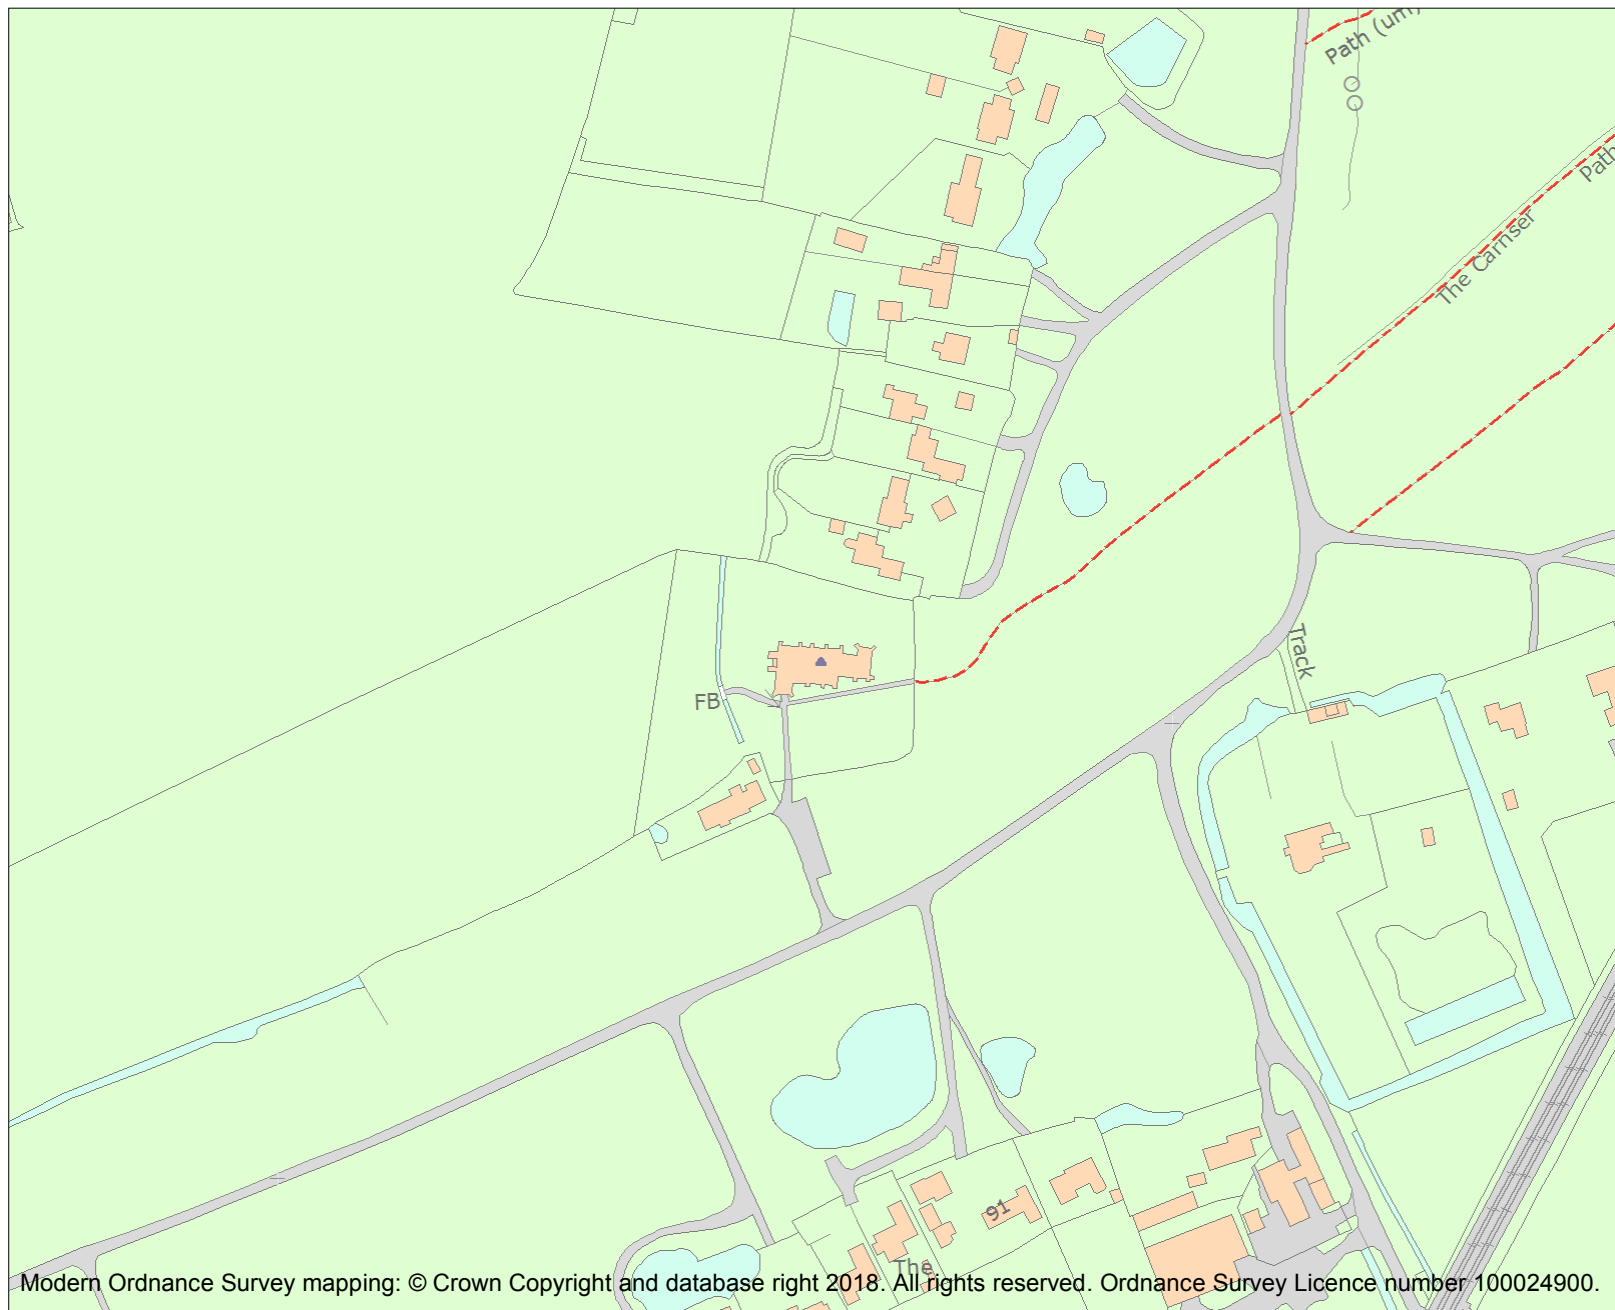 Path (um)
Path
The Carnser
Track
FB
91
The
Modern Ordnance Survey mapping: © Crown Copyright and database right 2018. All rights reserved. Ordnance Survey Licence number 100024900.